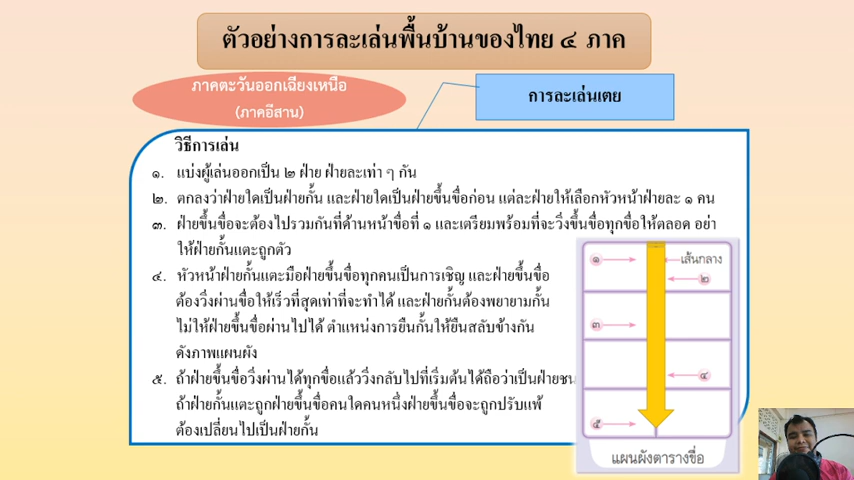 ตัวอย่างการละเล่นพื้นบ้านของไทย ๔ ภาค
ภาคตะวันออกเฉียงเหนือ
(ภาคอีสาน)
การละเล่นเตย
วิธีการเล่น
๑. แบ่งผู้เล่นออกเป็น ๒ ฝ่าย ฝ่ายละเท่า ๆ กัน
๒. ตกลงว่าฝ่ายใดเป็นฝ่ายกั้น และฝ่ายใดเป็นฝ่ายขึ้นขื่อก่อน แต่ละฝ่ายให้เลือกหัวหน้าฝ่ายละ ๑ คน
๓. ฝ่ายขึ้นขื่อจะต้องไปรวมกันที่ด้านหน้าขื่อที่ ๑ และเตรียมพร้อมที่จะวิ่งขึ้นขื่อทุกขื่อให้ตลอด อย่า
ให้ฝ่ายกั้นแตะถูกตัว
๔. หัวหน้าฝ่ายกั้นแตะมือฝ่ายขึ้นขื่อทุกคนเป็นการเชิญ และฝ่ายขึ้นขื่อ
ต้องวิ่งผ่านขื่อให้เร็วที่สุดเท่าที่จะทำได้ และฝ่ายกั้นต้องพยายามกั้น
ไม่ให้ฝ่ายขึ้นขื่อผ่านไปได้ ตำแหน่งการยืนกั้นให้ยืนสลับข้างกัน
ดังภาพแผนผัง
๕. ถ้าฝ่ายขึ้นขื่อวิ่งผ่านได้ทุกขื่อแล้ววิ่งกลับไปที่เริ่มต้นได้ถือว่าเป็นฝ่ายชน
ถ้าฝ่ายกั้นแตะถูกฝ่ายขึ้นขื่อคนใดคนหนึ่งฝ่ายขึ้นขื่อจะถูกปรับแพ้
ต้องเปลี่ยนไปเป็นฝ่ายกั้น
๑
เส้นกลาง
๒
๓
๔
๕
แผนผังตารางขื่อ